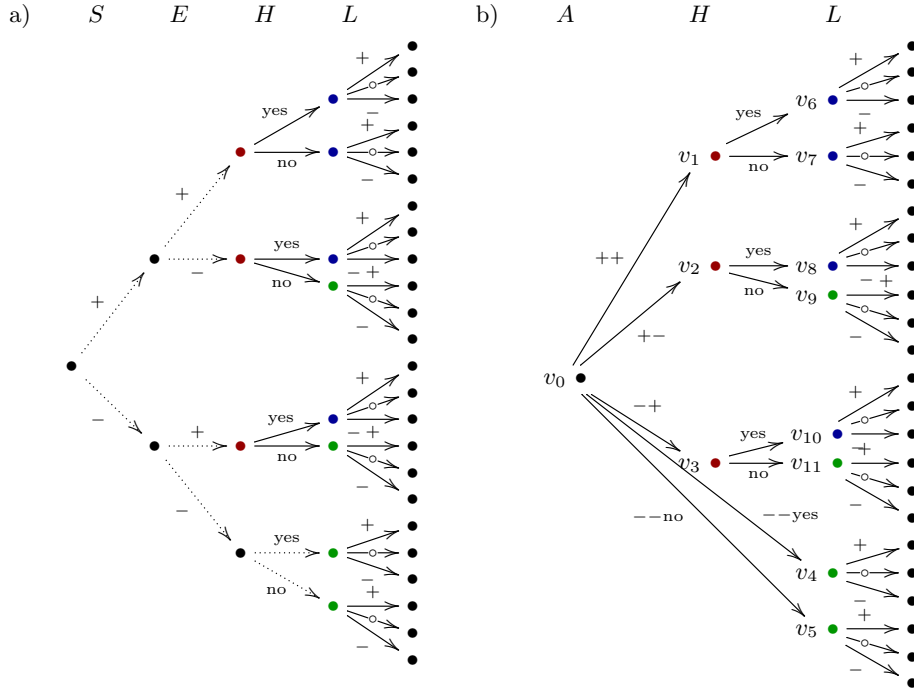 a) S E H L
+
−
+
−
+
−
yes
no
yes
no
yes
no
yes
no
+
−
+
−
+
− +
−
+
− +
−
+
−
+
−
b) A H L
v0
++
+−
−+
−−yes
−−no
v1
v2
v3
v4
v5
yes
no
yes
no
yes
no
v6
v7
v8
v9
v10
v11
+
−
+
−
+
− +
−
+
− +
−
+
−
+
−